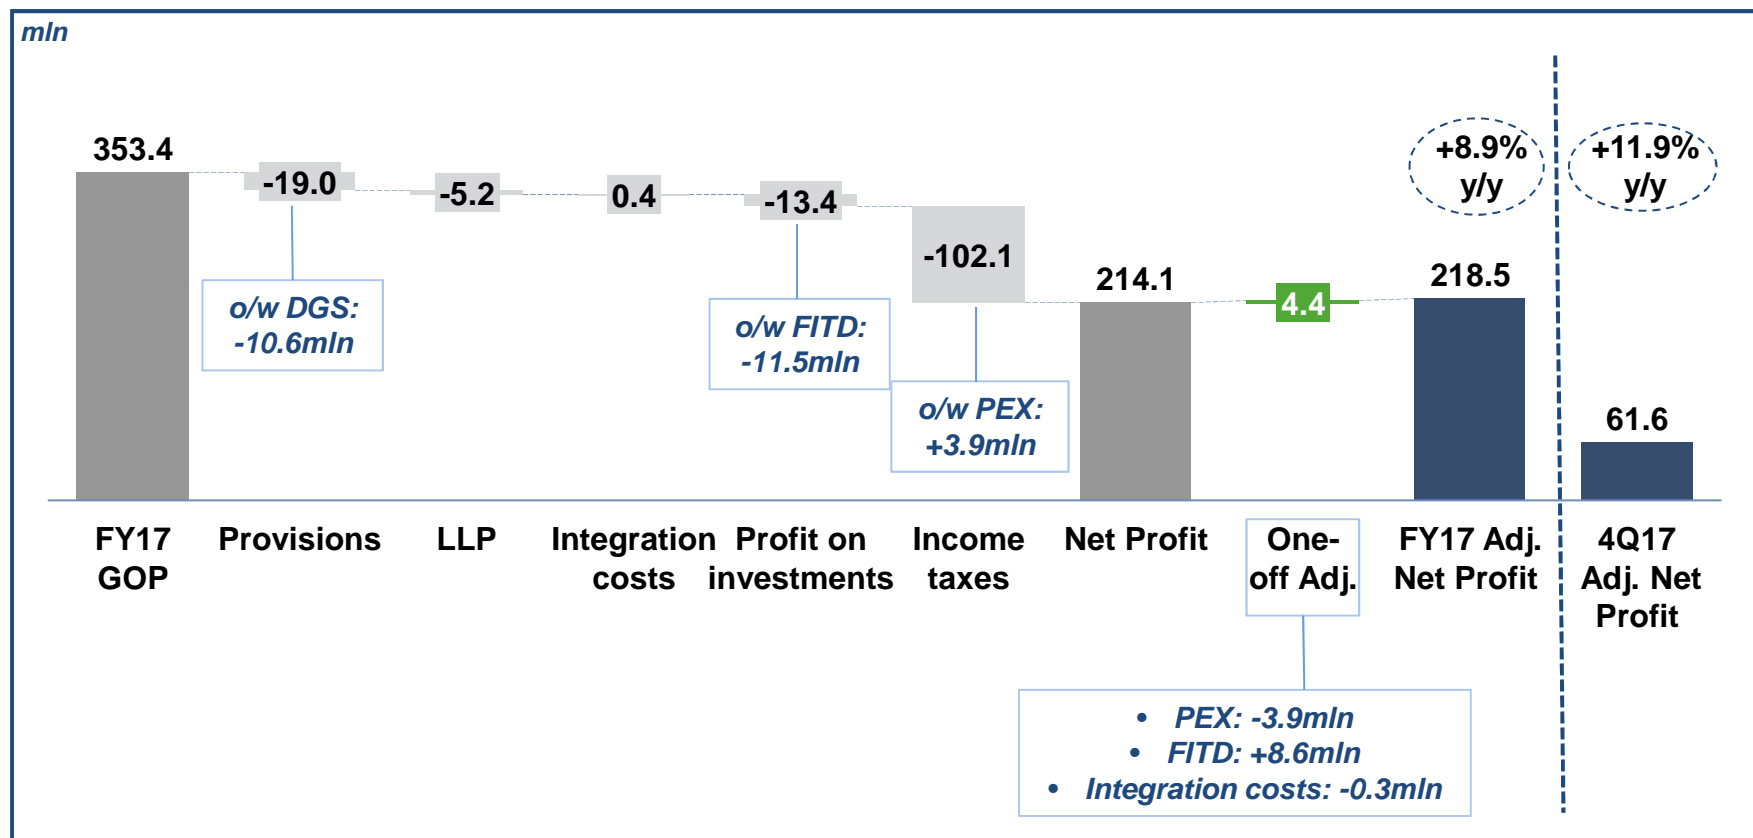 mln
353.4
-19.0
-5.2
0.4
-13.4
-102.1
214.1
4.4
218.5
61.6
+8.9%
y/y
+11.9%
y/y
o/w DGS:
-10.6mln
o/w FITD:
-11.5mln
o/w PEX:
+3.9mln
FY17
GOP
Provisions
LLP
Integration
costs
Profit on
investments
Income
taxes
Net Profit
One-
off Adj.
FY17 Adj.
Net Profit
4Q17
Adj. Net
Profit
• PEX: -3.9mln
• FITD: +8.6mln
• Integration costs: -0.3mln